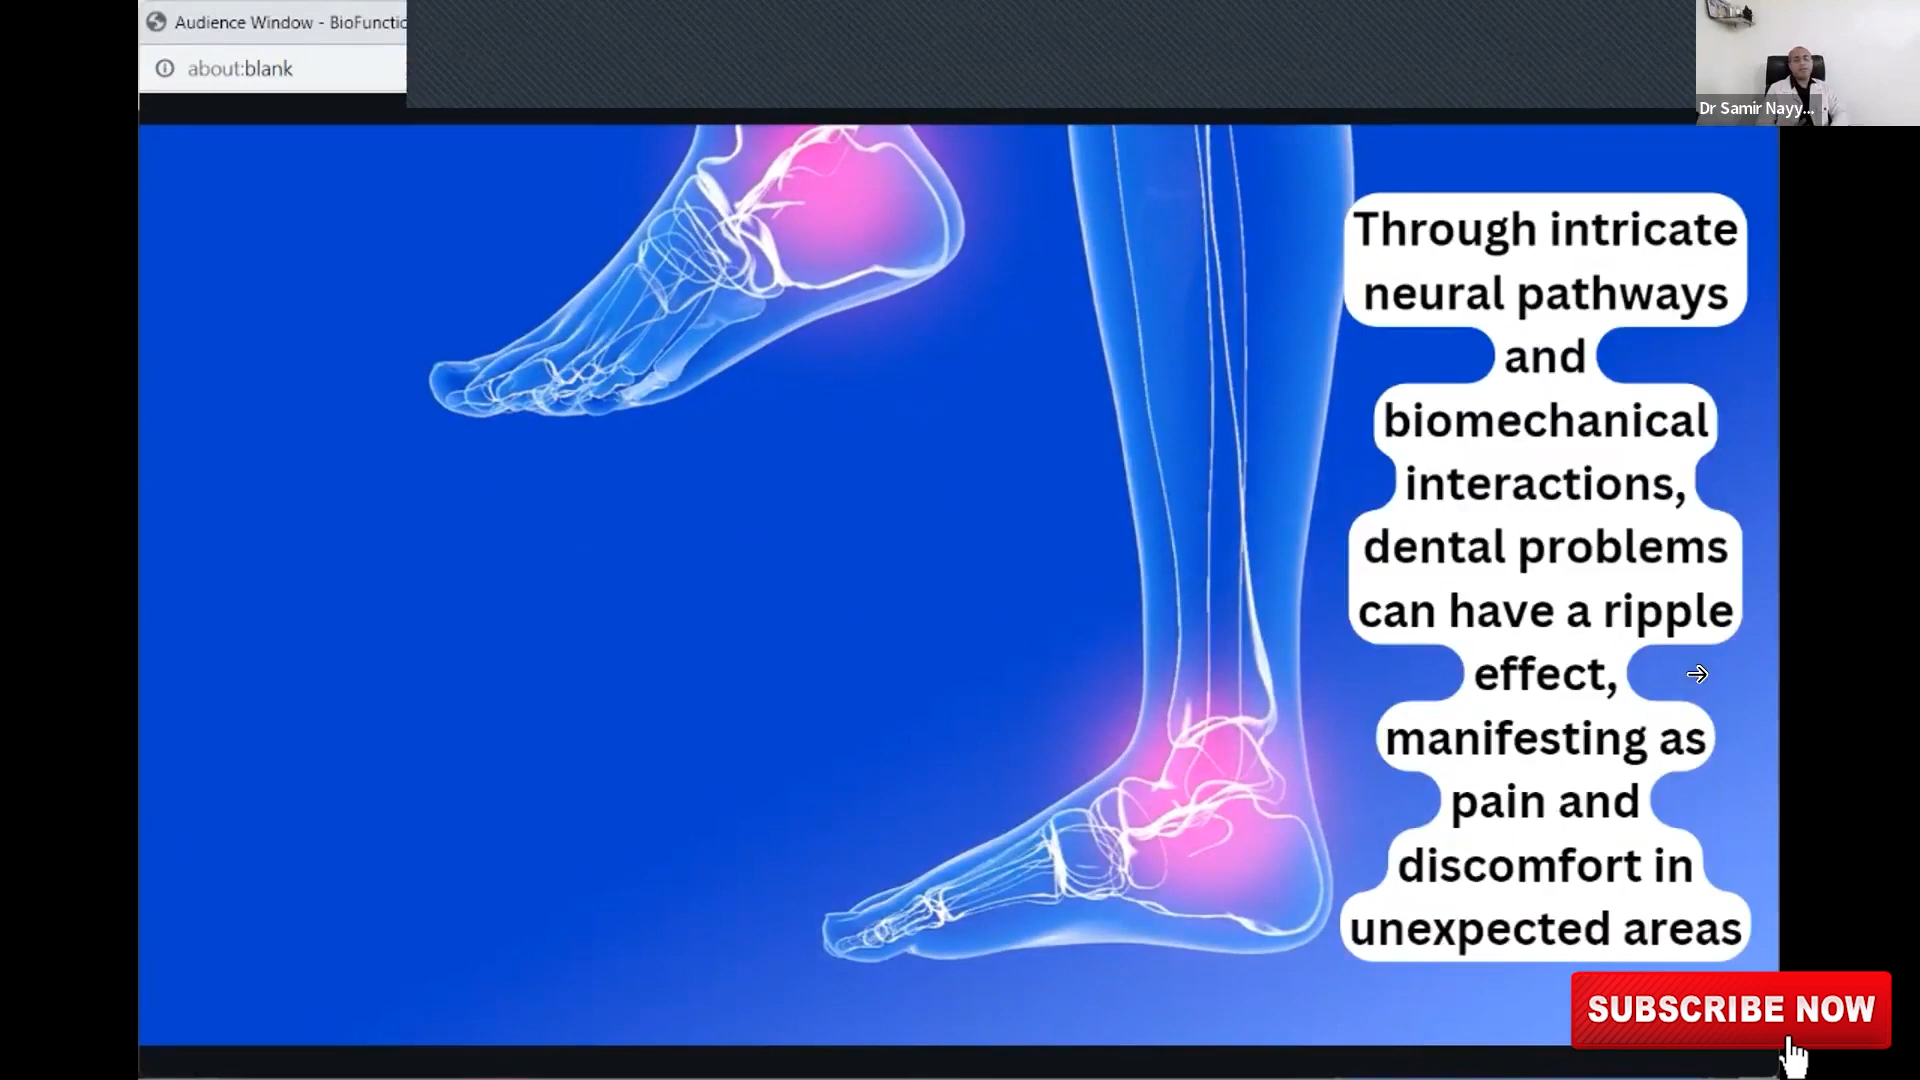 Audience Window - BioFunctio
about:blank
Dr Samir Nayy...
Through intricate
neural pathways
and
biomechanical
interactions,
dental problems
can have a ripple
effect,
manifesting as
pain and
discomfort in
unexpected areas
SUBSCRIBE NOW